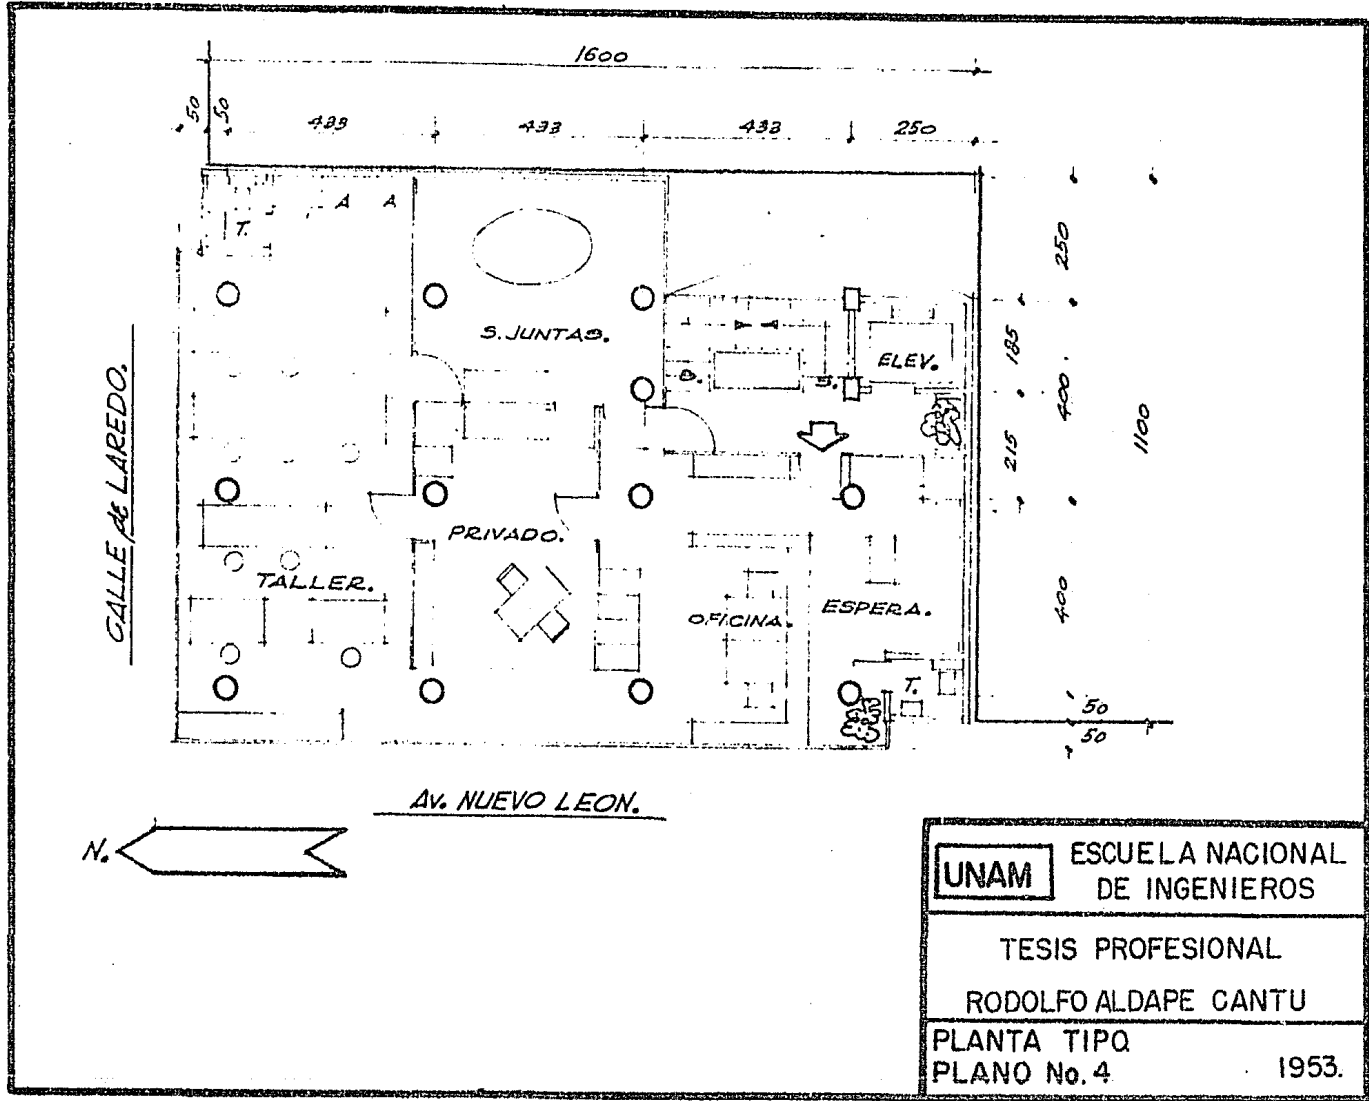 1600
50
50
433
433
433
250
A A
T.
S. JUNTAS.
ELEV.
250
185
400.
1100
215
CALLE de LAREDO.
PRIVADO.
TALLER.
OFICINA.
ESPERA.
400
T.
50
50
Av. NUEVO LEON.
N.
UNAM
ESCUELA NACIONAL
DE INGENIEROS
TESIS PROFESIONAL
RODOLFO ALDAPE CANTU
PLANTA TIPO
PLANO No. 4 1953.